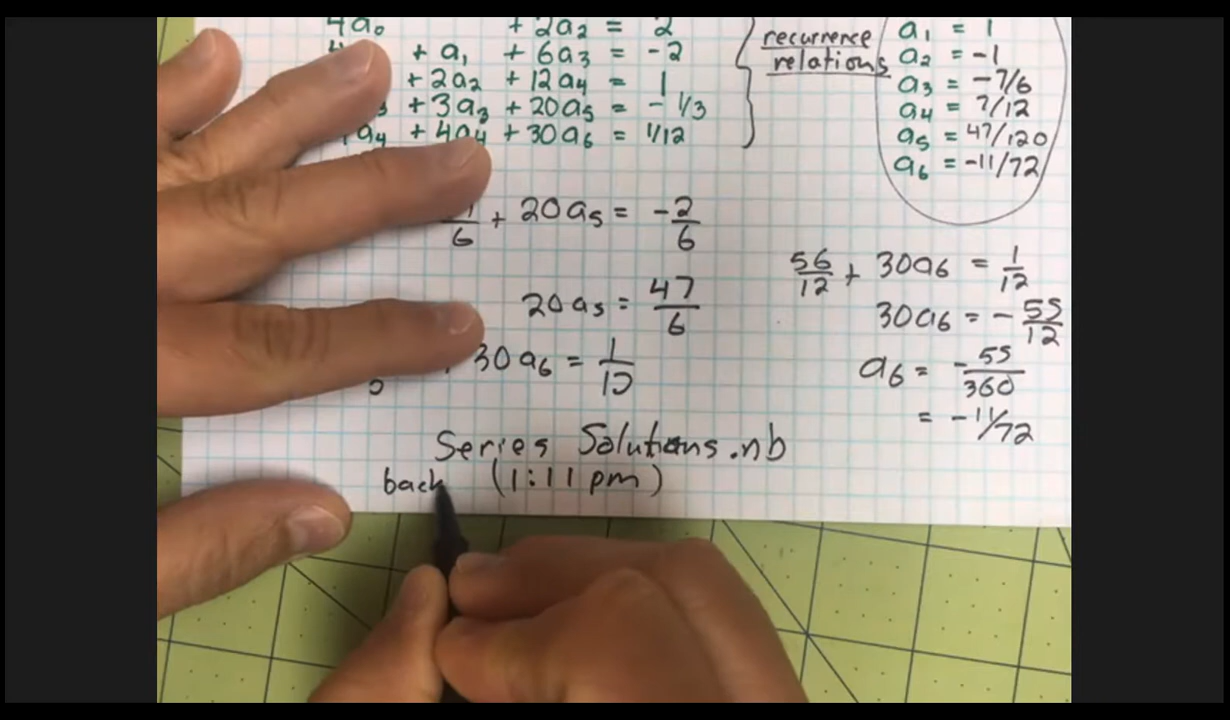 4a₀ + 2a₂ = 2
+ a₁ + 6a₃ = -2
+ 2a₂ + 12a₄ = 1
+ 3a₃ + 20a₅ = - 1/3
a₄ + 4a₄ + 30a₆ = 1/12
recurrence
relations
a₁ = 1
a₂ = -1
a₃ = -7/6
a₄ = 7/12
a₅ = 47/120
a₆ = -11/72
/6 + 20a₅ = -2/6
20a₅ = 47/6
30a₆ = 1/12
56/12 + 30a₆ = 1/12
30a₆ = - 55/12
a₆ = -55/360
= -11/72
Series Solutions.nb
back (1:11 pm)